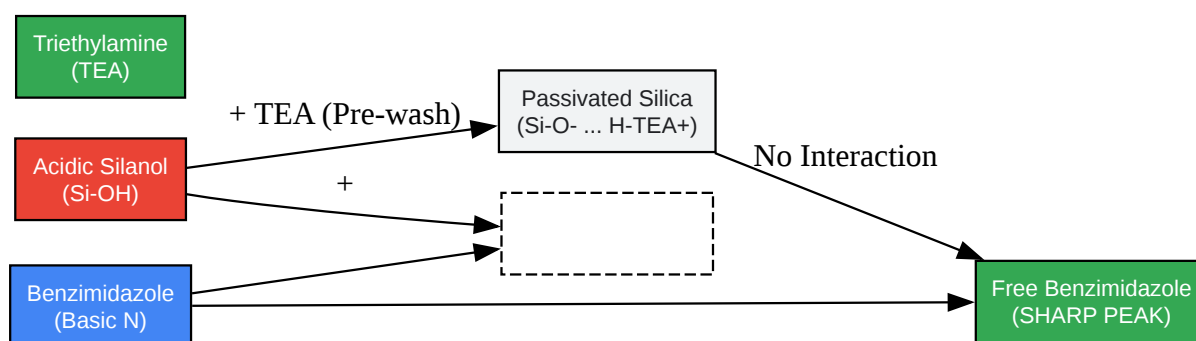 Triethylamine
(TEA)
+ TEA (Pre-wash)
Passivated Silica
(Si-O- ... H-TEA+)
Acidic Silanol
(Si-OH)
+
No Interaction
Benzimidazole
(Basic N)
Free Benzimidazole
(SHARP PEAK)